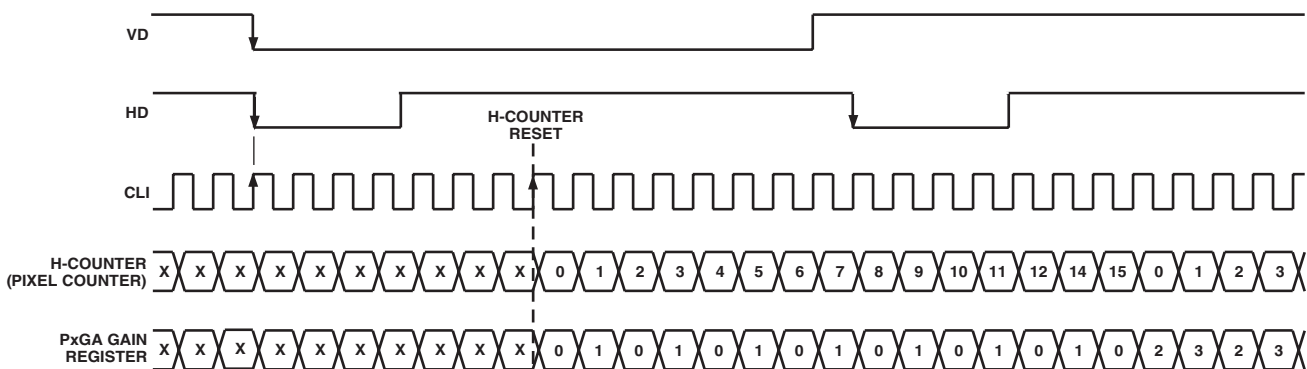 VD
HD
H-COUNTER
RESET
CLI
H-COUNTER
(PIXEL COUNTER)
X X X X X X X X X X 0 1 2 3 4 5 6 7 8 9 10 11 12 14 15 0 1 2 3
PxGA GAIN
REGISTER
X X X X X X X X X X 0 1 0 1 0 1 0 1 0 1 0 1 0 1 0 2 3 2 3